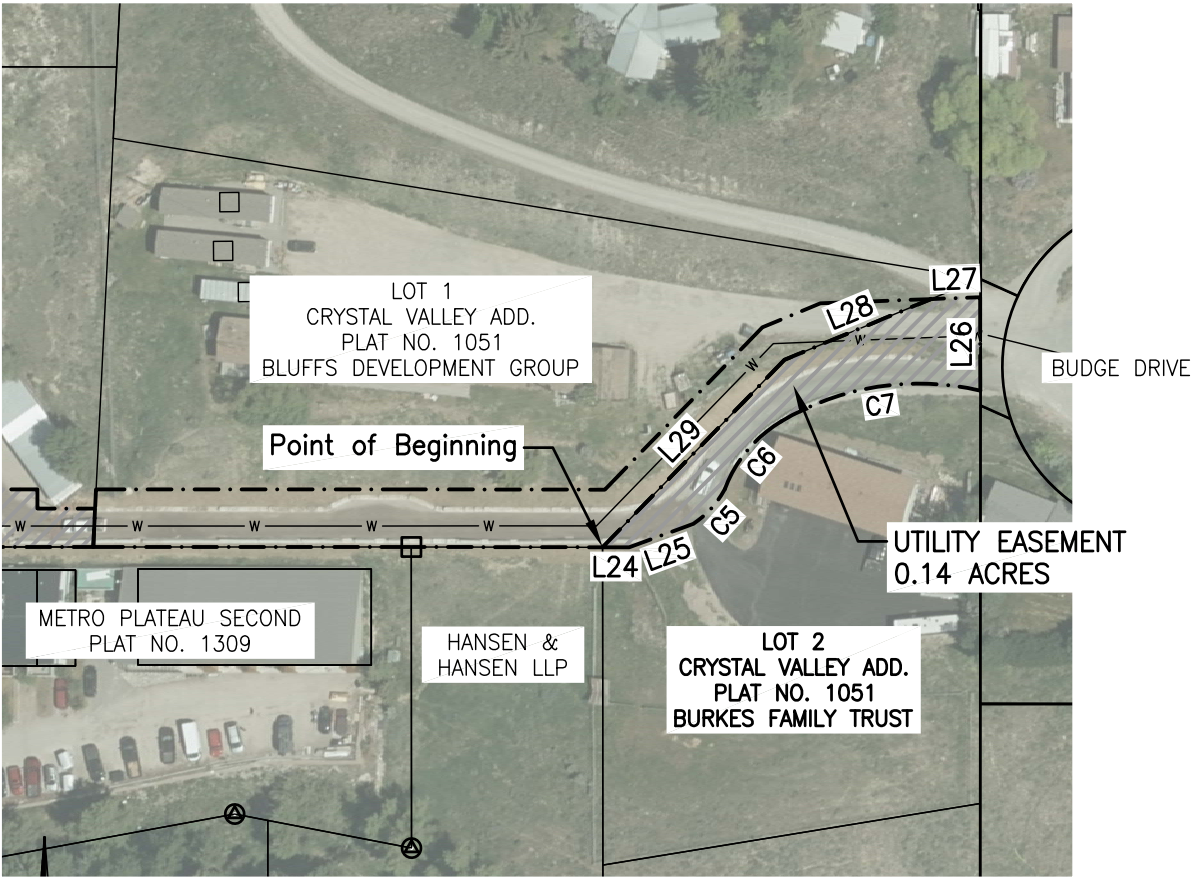 L27
L28
LOT 1
CRYSTAL VALLEY ADD.
PLAT NO. 1051
BLUFFS DEVELOPMENT GROUP
W
L26
BUDGE DRIVE
W
C7
L29
Point of Beginning
C6
C5
W
W
W
W
W
L24
L25
UTILITY EASEMENT
0.14 ACRES
METRO PLATEAU SECOND
PLAT NO. 1309
HANSEN &
HANSEN LLP
LOT 2
CRYSTAL VALLEY ADD.
PLAT NO. 1051
BURKES FAMILY TRUST